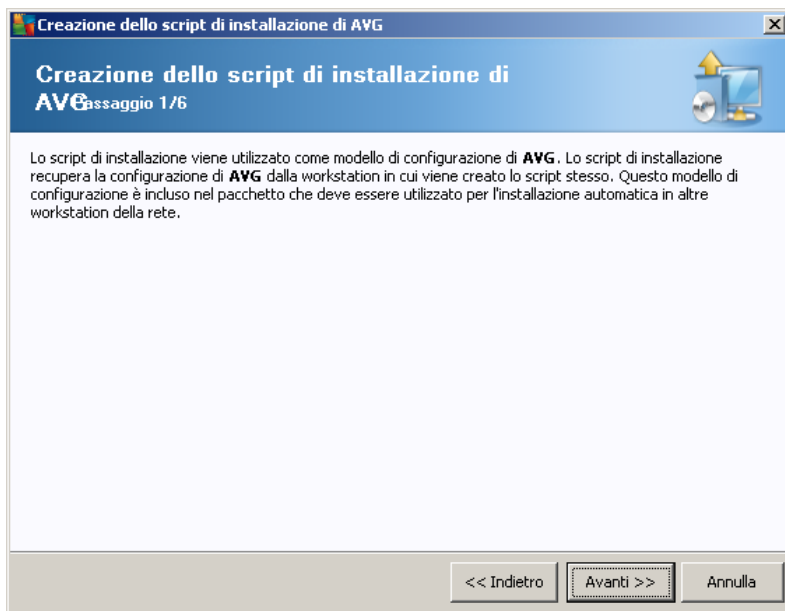 Creazione dello script di installazione di AVG
Creazione dello script di installazione di
AVG
Passaggio 1/6
Lo script di installazione viene utilizzato come modello di configurazione di AVG. Lo script di installazione
recupera la configurazione di AVG dalla workstation in cui viene creato lo script stesso. Questo modello di
configurazione è incluso nel pacchetto che deve essere utilizzato per l'installazione automatica in altre
workstation della rete.
<< Indietro
Avanti >>
Annulla